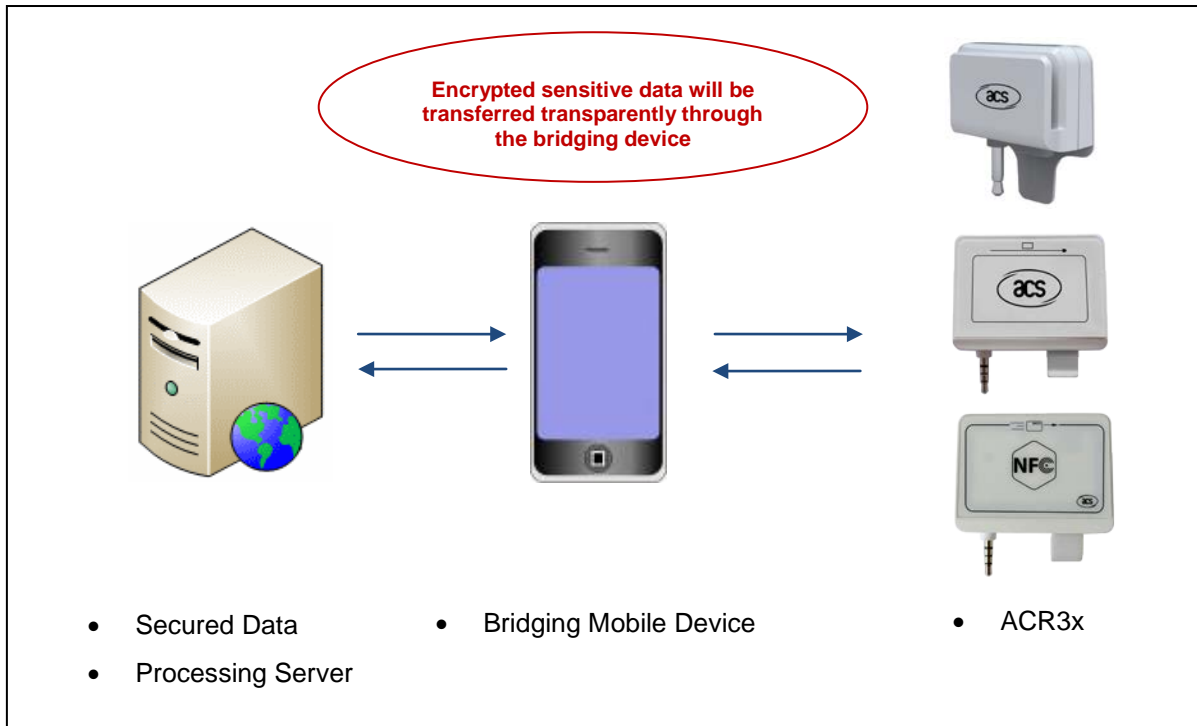 Encrypted sensitive data will be
transferred transparently through
the bridging device
acs
acs
NFC
acs
• Secured Data
• Processing Server
• Bridging Mobile Device
• ACR3x